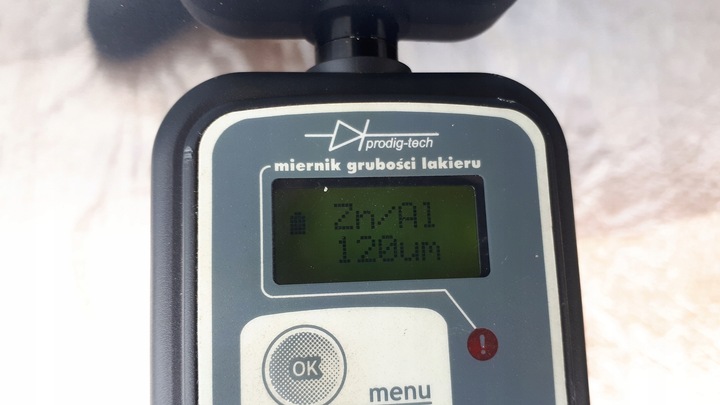 prodig-tech
miernik grubości lakieru
Zn/Al
120um
!
OK
menu